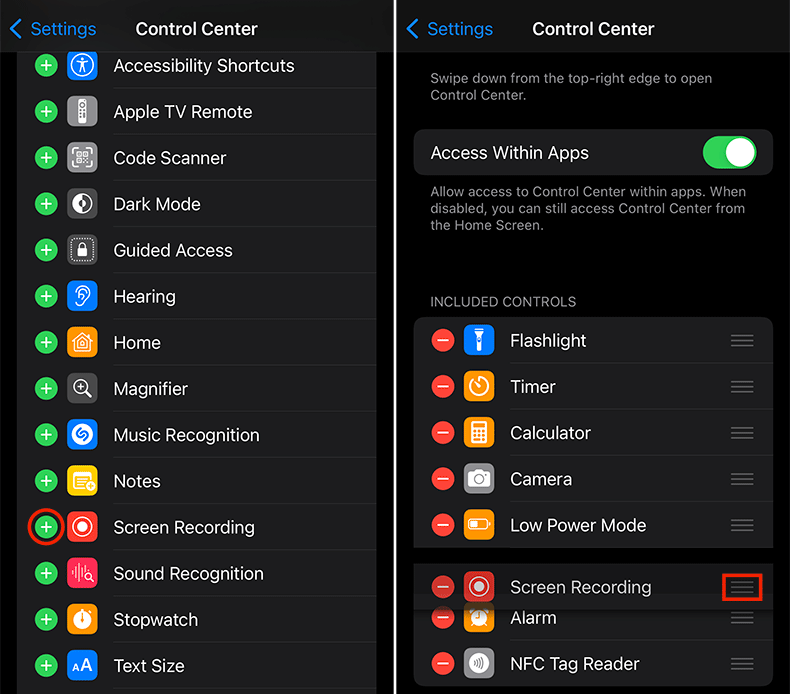 Settings
Control Center
Accessibility Shortcuts
Apple TV Remote
Code Scanner
Dark Mode
Guided Access
Hearing
Home
Magnifier
Music Recognition
Notes
Screen Recording
Sound Recognition
Stopwatch
AA Text Size
Settings
Control Center
Swipe down from the top-right edge to open
Control Center.
Access Within Apps
Allow access to Control Center within apps. When
disabled, you can still access Control Center from
the Home Screen.
INCLUDED CONTROLS
Flashlight
Timer
Calculator
Camera
Low Power Mode
Screen Recording
Alarm
NFC Tag Reader